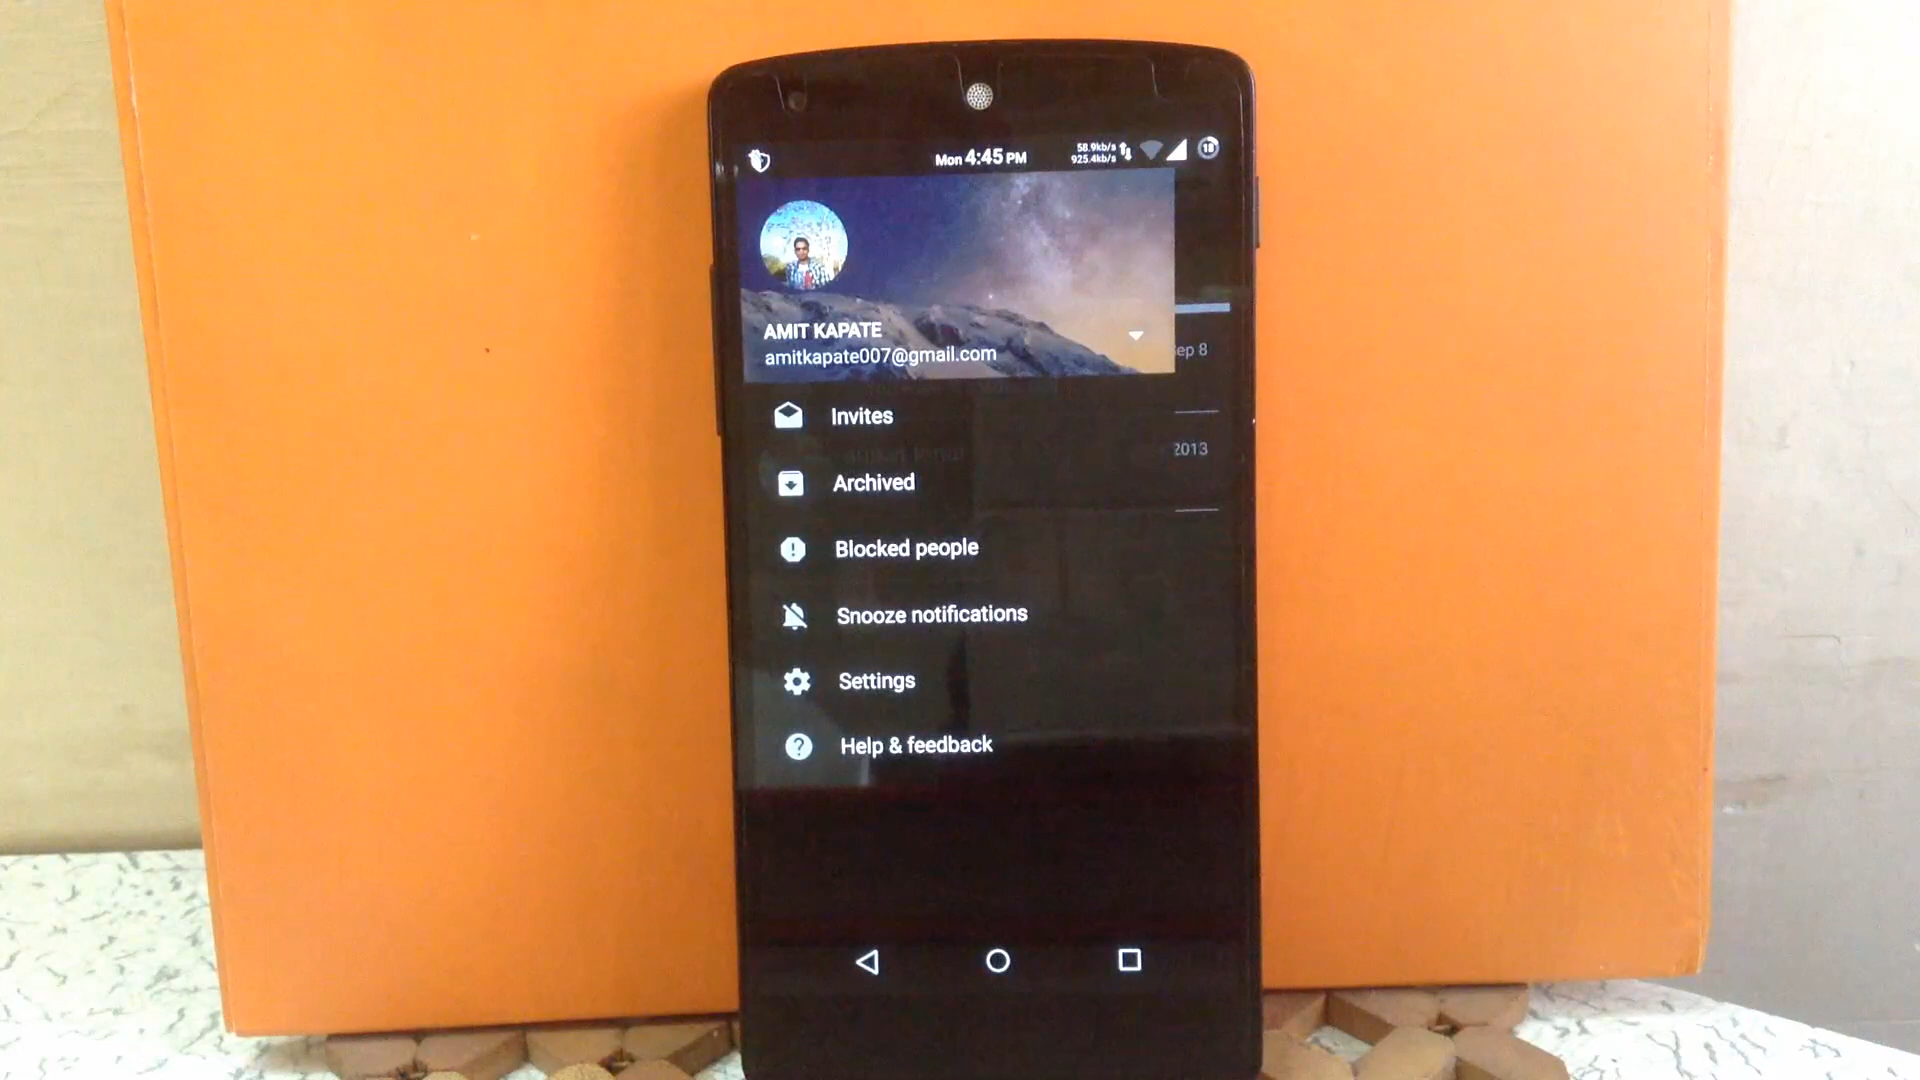 Mon 4:45 PM
58.9kb/s
925.4kb/s
18
AMIT KAPATE
amitkapate007@gmail.com
ep 8
Invites
2013
Archived
Blocked people
Snooze notifications
Settings
Help & feedback